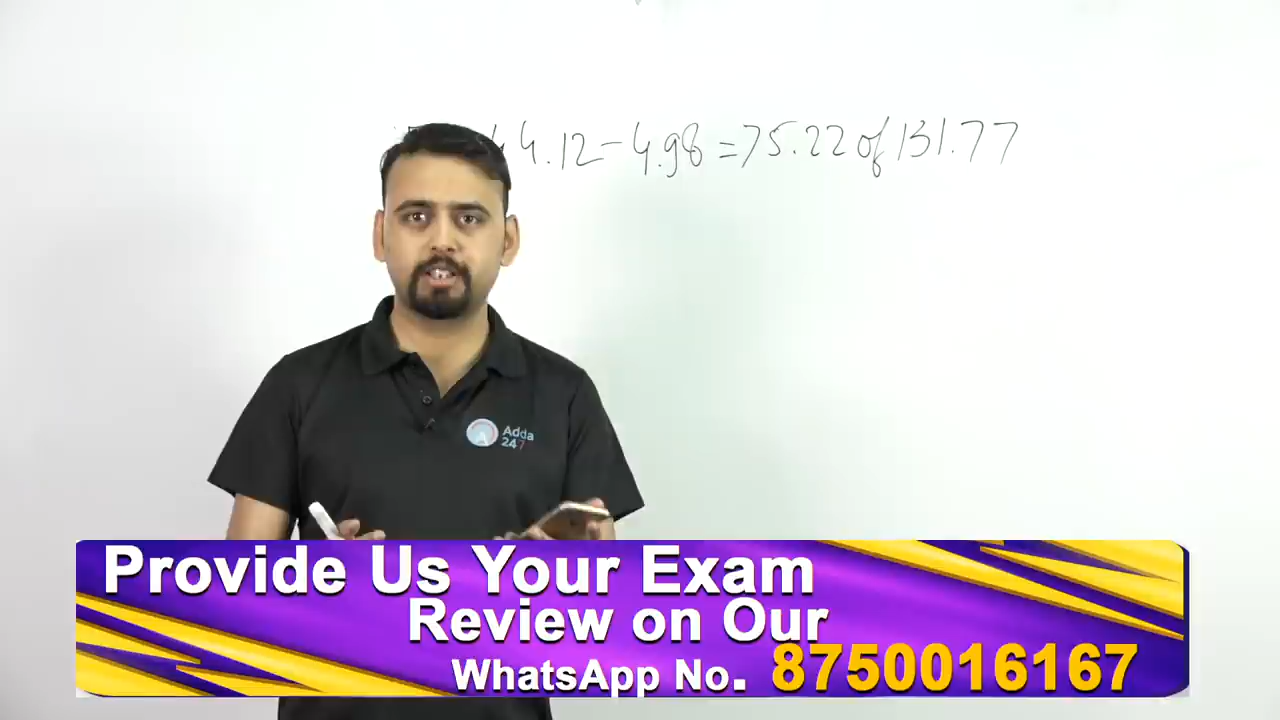 4.12-4.98=75.22 of 131.77
Adda
247
Provide Us Your Exam
Review on Our
WhatsApp No. 8750016167